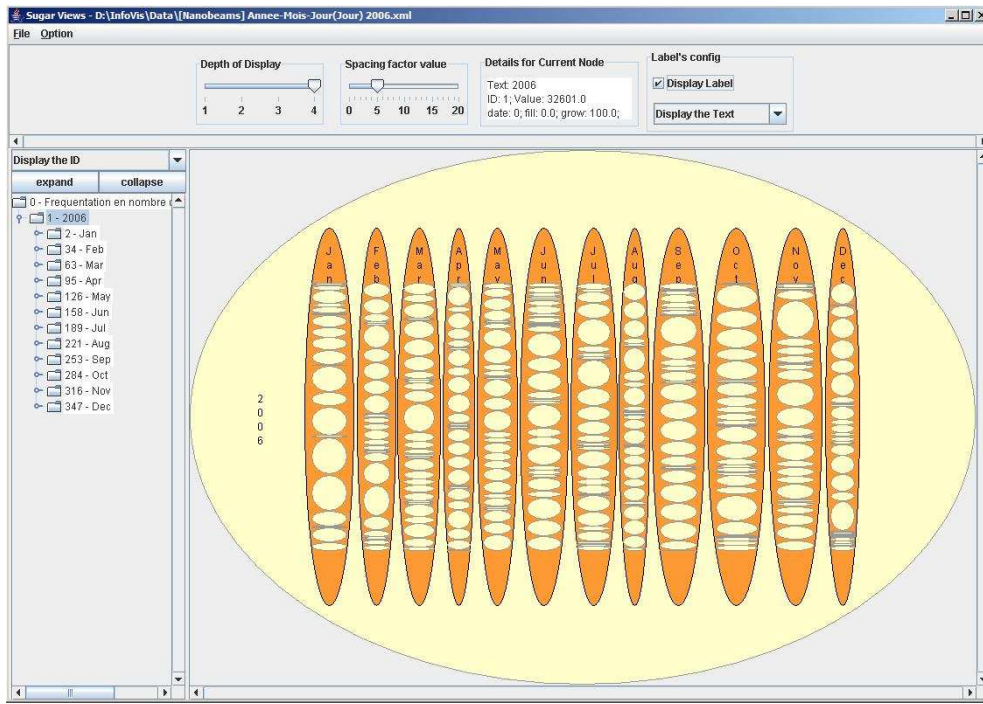 Sugar Views - D:\InfoVis\Data\[Nanobeams] Annee-Mois-Jour(Jour) 2006.xml
File Option
Depth of Display
1 2 3 4
Spacing factor value
0 5 10 15 20
Details for Current Node
Text: 2006
ID: 1; Value: 32601.0
date: 0; fill: 0.0; grow: 100.0;
Label's config
Display Label
Display the Text
Display the ID
expand collapse
0 - Frequentation en nombre
1 - 2006
2 - Jan
34 - Feb
63 - Mar
95 - Apr
126 - May
158 - Jun
189 - Jul
221 - Aug
253 - Sep
284 - Oct
316 - Nov
347 - Dec
2006
Jan Feb Mar Apr May Jun Jul Aug Sep Oct Nov Dec